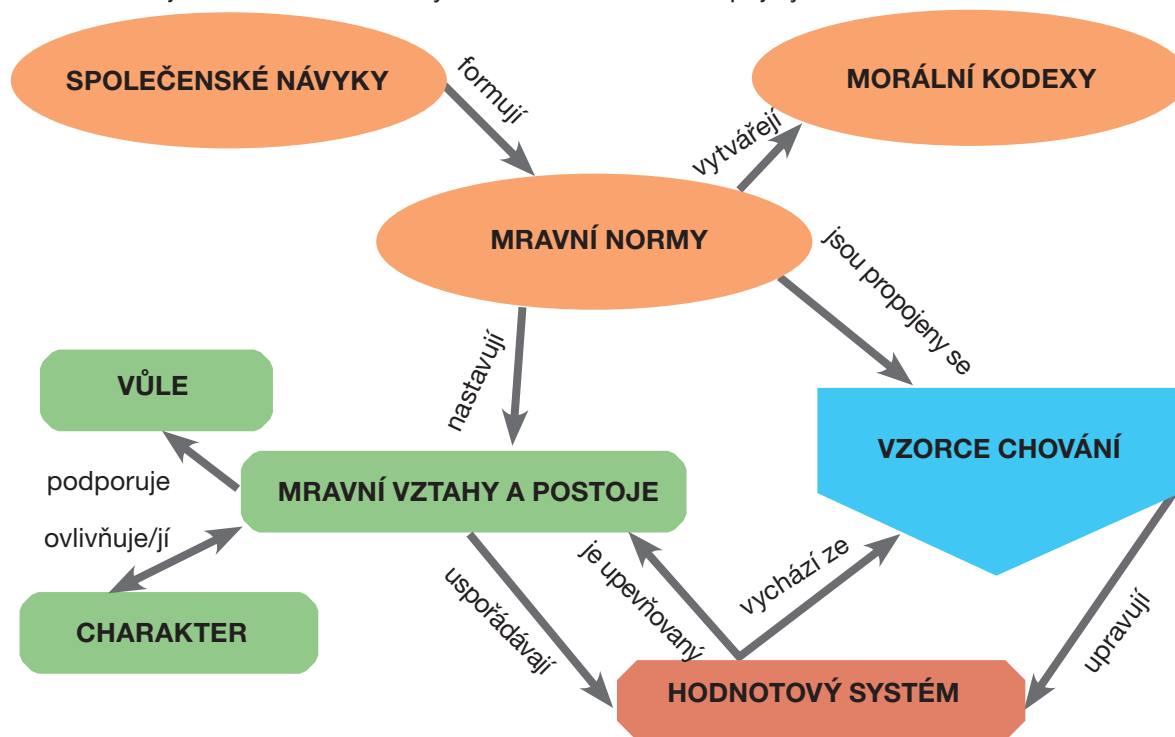 SPOLEČENSKÉ NÁVYKY
MORÁLNÍ KODEXY
formují
vytvářejí
MRAVNÍ NORMY
jsou propojeny se
nastavují
VŮLE
VZORCE CHOVÁNÍ
podporuje
MRAVNÍ VZTAHY A POSTOJE
ovlivňuje/jí
CHARAKTER
uspořádávají
je upevňovaný
vychází ze
upravují
HODNOTOVÝ SYSTÉM